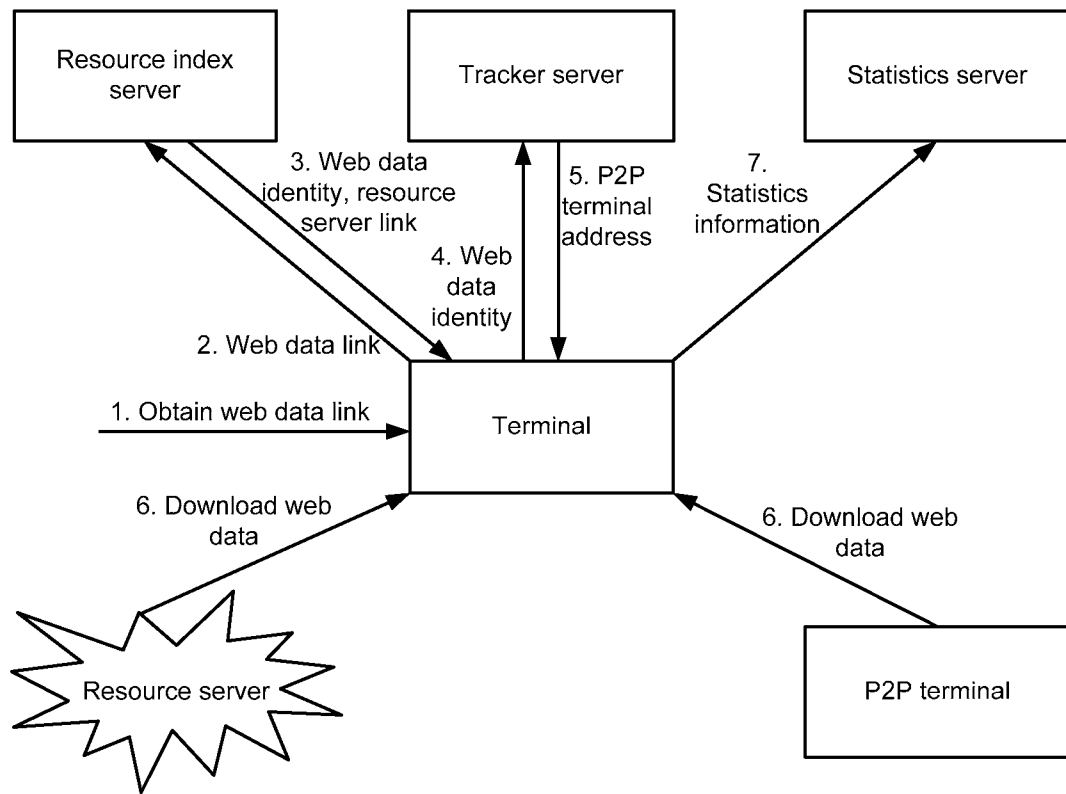 Resource index
server
Tracker server
Statistics server
3. Web data
identity, resource
server link
5. P2P
terminal
address
7.
Statistics
information
4. Web
data
identity
2. Web data link
1. Obtain web data link
Terminal
6. Download web
data
6. Download web
data
Resource server
P2P terminal